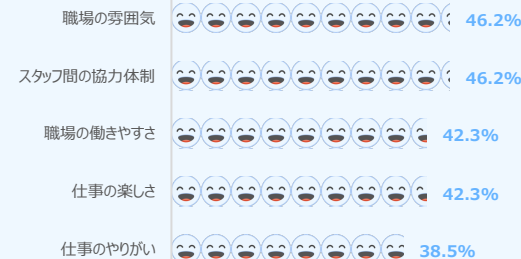 職場の雰囲気 46.2%
スタッフ間の協力体制 46.2%
職場の働きやすさ 42.3%
仕事の楽しさ 42.3%
仕事のやりがい 38.5%